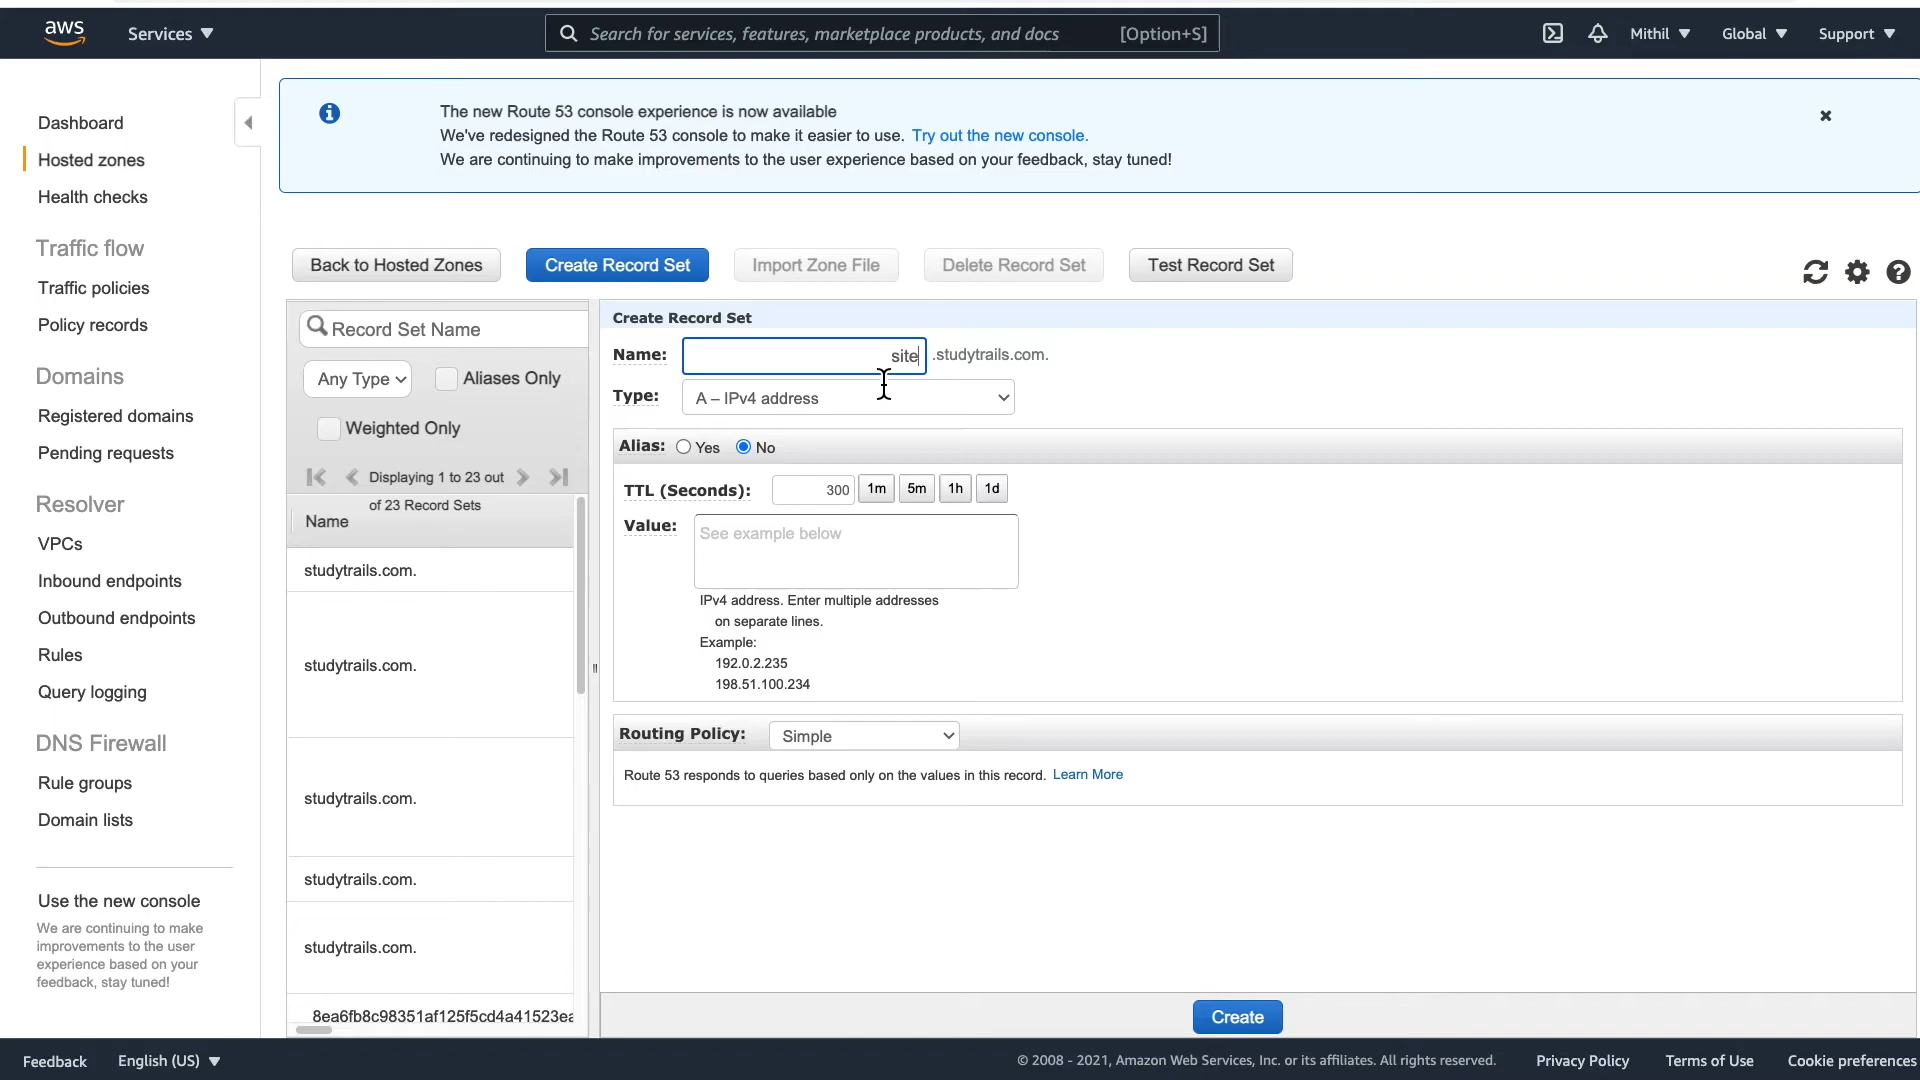 aws
Services
Search for services, features, marketplace products, and docs
[Option+S]
Mithil
Global
Support
Dashboard
Hosted zones
Health checks
Traffic flow
Traffic policies
Policy records
Domains
Registered domains
Pending requests
Resolver
VPCs
Inbound endpoints
Outbound endpoints
Rules
Query logging
DNS Firewall
Rule groups
Domain lists
Use the new console
We are continuing to make
improvements to the user
experience based on your
feedback, stay tuned!
The new Route 53 console experience is now available
We've redesigned the Route 53 console to make it easier to use. Try out the new console.
We are continuing to make improvements to the user experience based on your feedback, stay tuned!
Back to Hosted Zones
Create Record Set
Import Zone File
Delete Record Set
Test Record Set
Record Set Name
Any Type
Aliases Only
Weighted Only
Displaying 1 to 23 out
of 23 Record Sets
Name
studytrails.com.
studytrails.com.
studytrails.com.
studytrails.com.
studytrails.com.
8ea6fb8c98351af125f5cd4a41523ea
Create Record Set
Name: site .studytrails.com.
Type: A – IPv4 address
Alias: Yes No
TTL (Seconds): 300 1m 5m 1h 1d
Value: See example below
IPv4 address. Enter multiple addresses
on separate lines.
Example:
192.0.2.235
198.51.100.234
Routing Policy: Simple
Route 53 responds to queries based only on the values in this record. Learn More
Create
Feedback
English (US)
© 2008 - 2021, Amazon Web Services, Inc. or its affiliates. All rights reserved.
Privacy Policy
Terms of Use
Cookie preferences